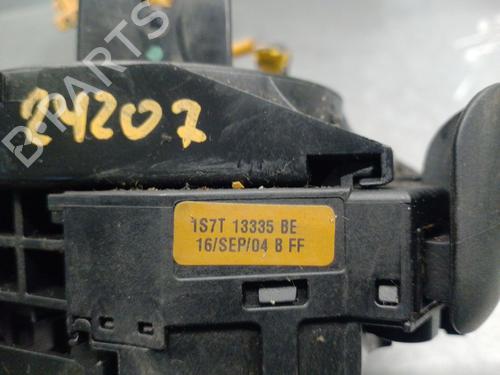 B-PARTS
24207
1S7T 13335 BE
16/SEP/04 B FF